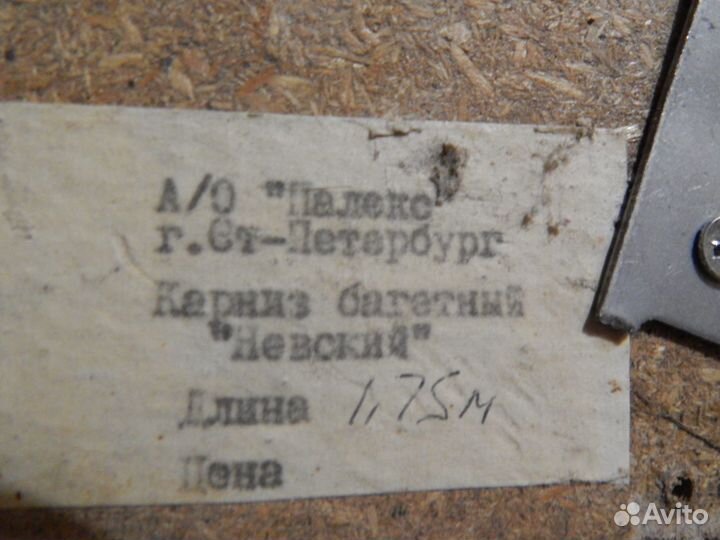 А/О "Палекс"
г.Ст-Петербург
Карниз багетный
"Невский"
Длина 1,75м
Цена
Avito